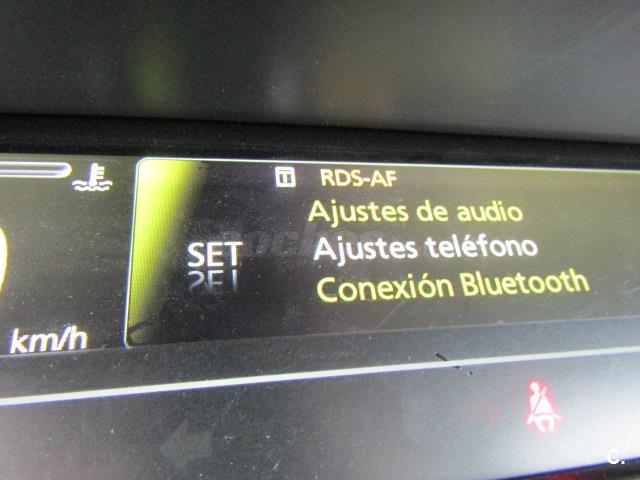 RDS-AF
Ajustes de audio
SET
Ajustes teléfono
Conexión Bluetooth
km/h
c.